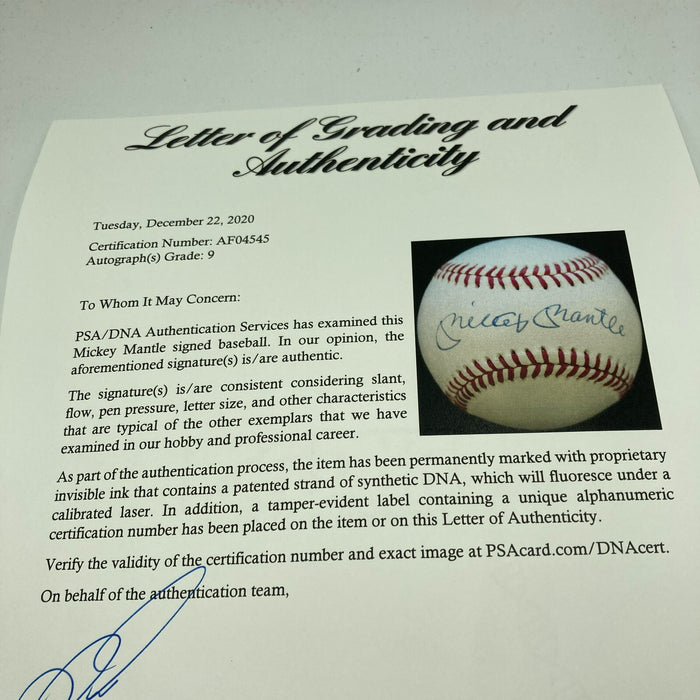 Letter of Grading and
Authenticity
Tuesday, December 22, 2020
Certification Number: AF04545
Autograph(s) Grade: 9
To Whom It May Concern:
PSA/DNA Authentication Services has examined this
Mickey Mantle signed baseball. In our opinion, the
aforementioned signature(s) is/are authentic.
The signature(s) is/are consistent considering slant,
flow, pen pressure, letter size, and other characteristics
that are typical of the other exemplars that we have
examined in our hobby and professional career.
Mickey Mantle
As part of the authentication process, the item has been permanently marked with proprietary
invisible ink that contains a patented strand of synthetic DNA, which will fluoresce under a
calibrated laser. In addition, a tamper-evident label containing a unique alphanumeric
certification number has been placed on the item or on this Letter of Authenticity.
Verify the validity of the certification number and exact image at PSAcard.com/DNAcert.
On behalf of the authentication team,